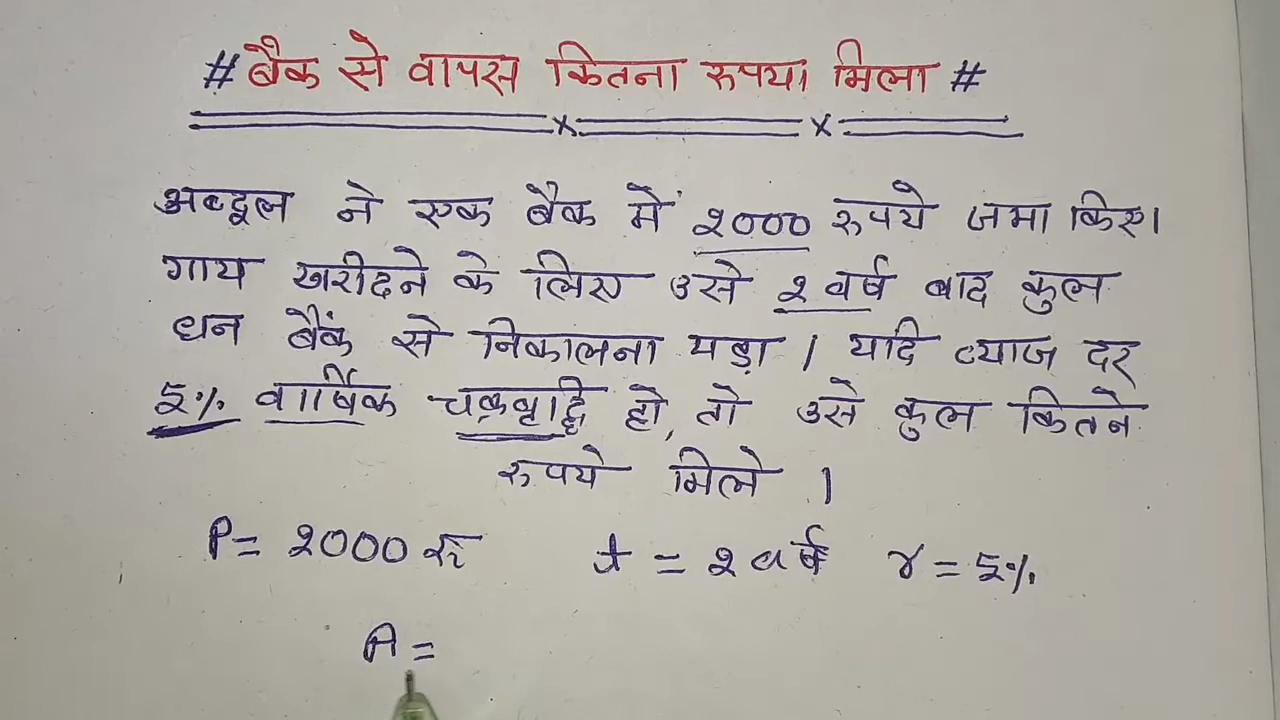 # बैंक से वापस कितना रुपया मिला #
अब्दूल ने एक बैंक में 2000 रुपये जमा किए।
गाय खरीदने के लिए उसे 2 वर्ष बाद कुल
धन बैंक से निकालना पड़ा । यदि व्याज दर
5% वार्षिक चक्रवृद्धि हो, तो उसे कुल कितने
रुपये मिले ।
P = 2000 रु t = 2 वर्ष r = 5%
A =